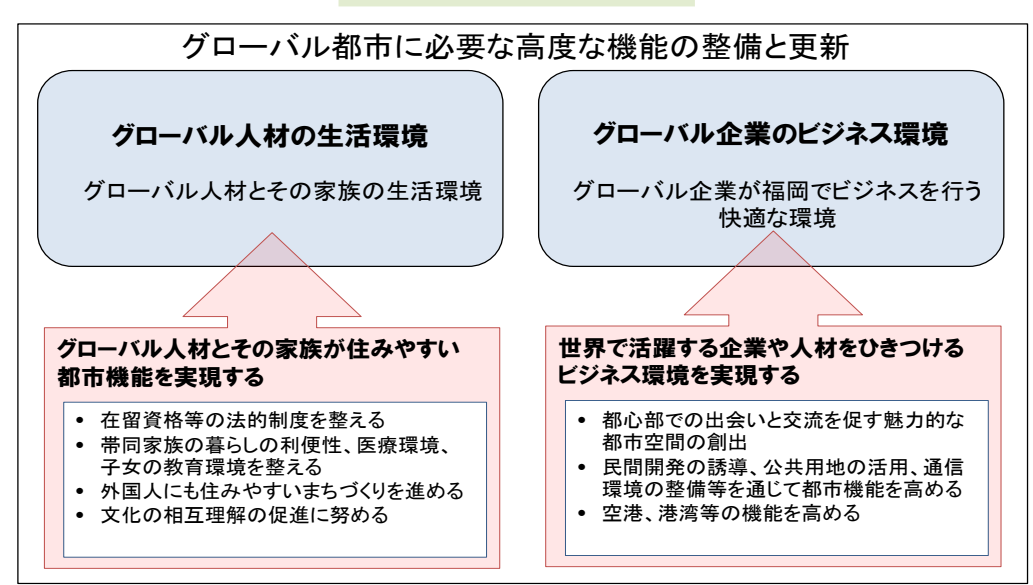 グローバル都市に必要な高度な機能の整備と更新
グローバル人材の生活環境
グローバル人材とその家族の生活環境
グローバル人材とその家族が住みやすい
都市機能を実現する
• 在留資格等の法的制度を整える
• 帯同家族の暮らしの利便性、医療環境、
子女の教育環境を整える
• 外国人にも住みやすいまちづくりを進める
• 文化の相互理解の促進に努める
グローバル企業のビジネス環境
グローバル企業が福岡でビジネスを行う
快適な環境
世界で活躍する企業や人材をひきつける
ビジネス環境を実現する
• 都心部での出会いと交流を促す魅力的な
都市空間の創出
• 民間開発の誘導、公共用地の活用、通信
環境の整備等を通じて都市機能を高める
• 空港、港湾等の機能を高める